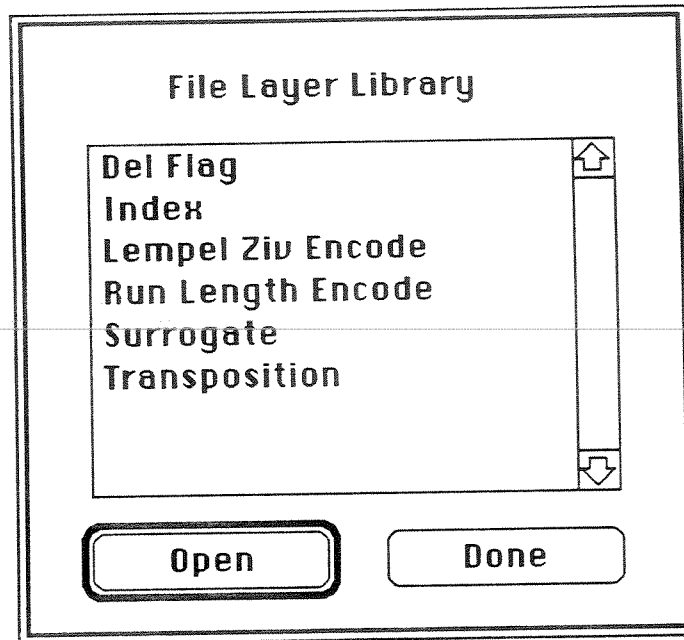 File Layer Library
Del Flag
Index
Lempel Ziv Encode
Run Length Encode
Surrogate
Transposition
Open
Done